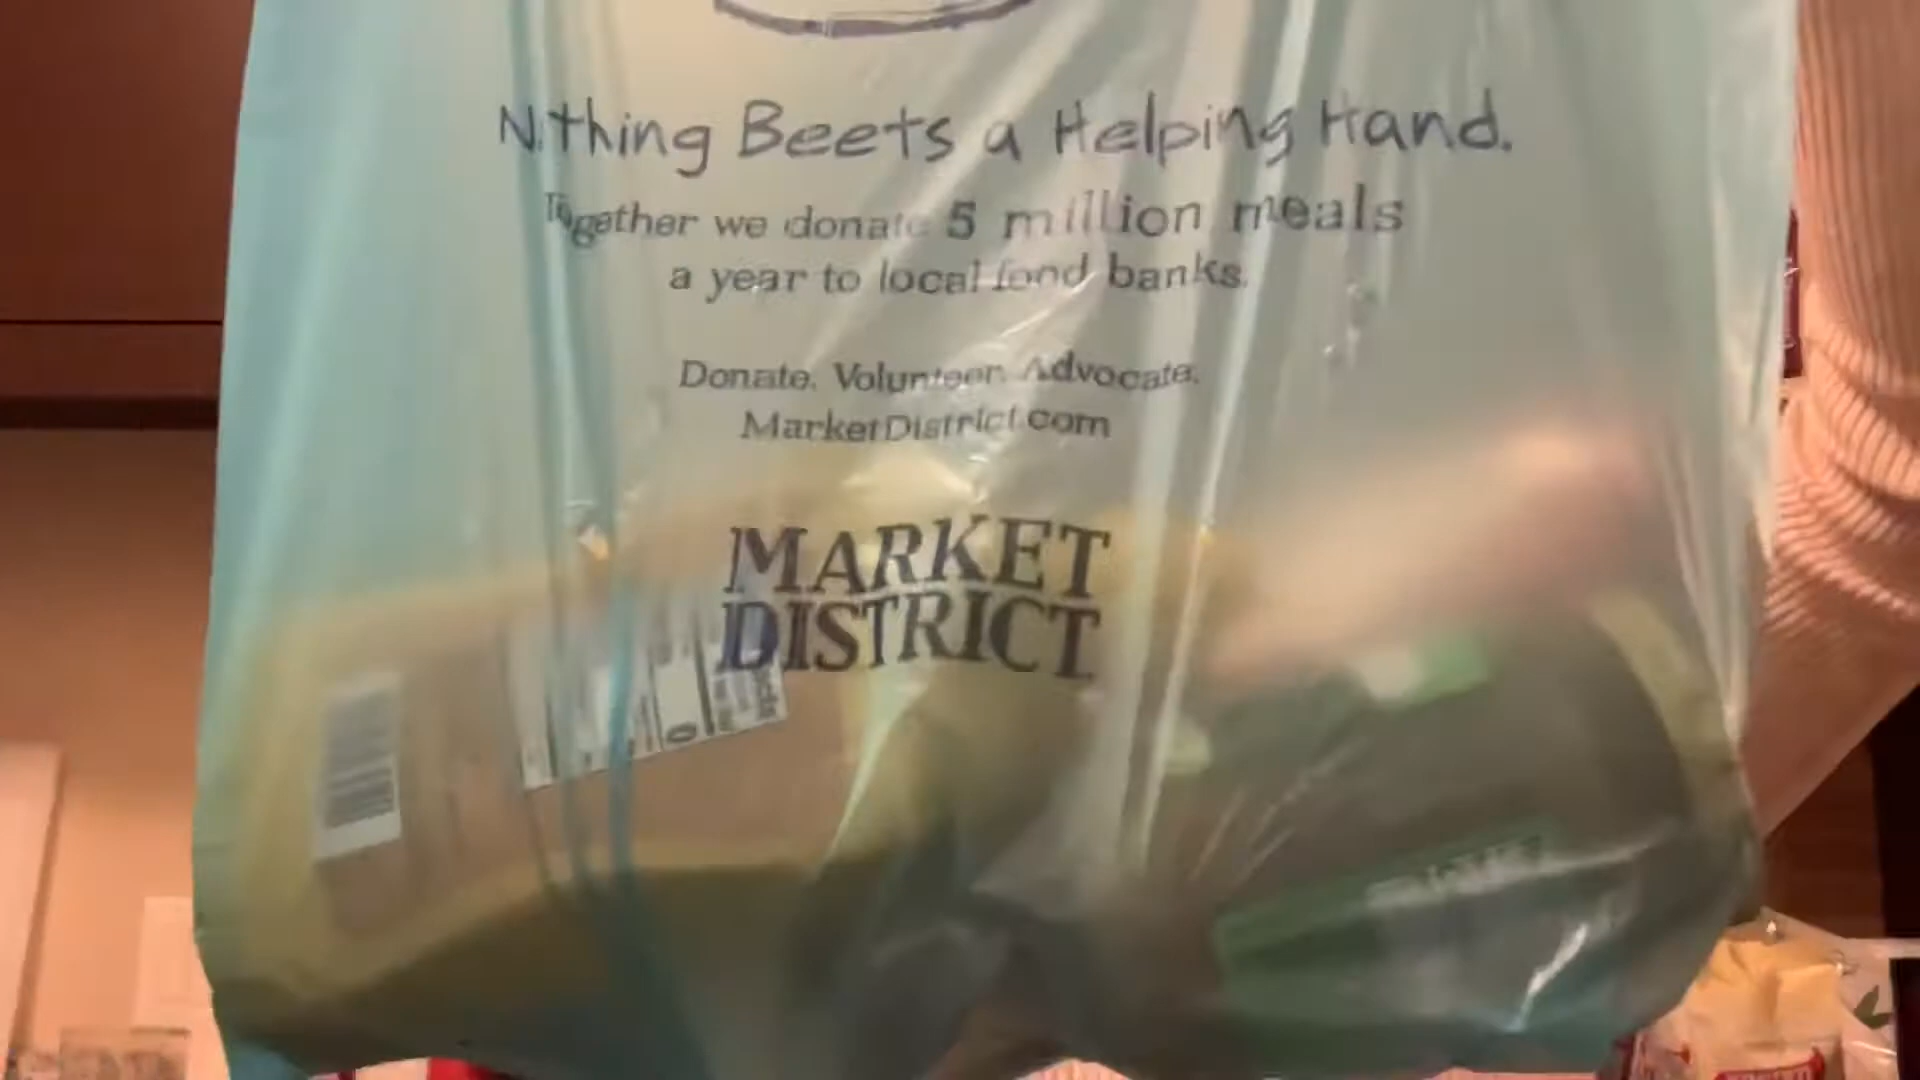 Nothing Beets a Helping Hand.
Together we donate 5 million meals
a year to local food banks.
Donate. Volunteer. Advocate.
MarketDistrict.com
MARKET
DISTRICT